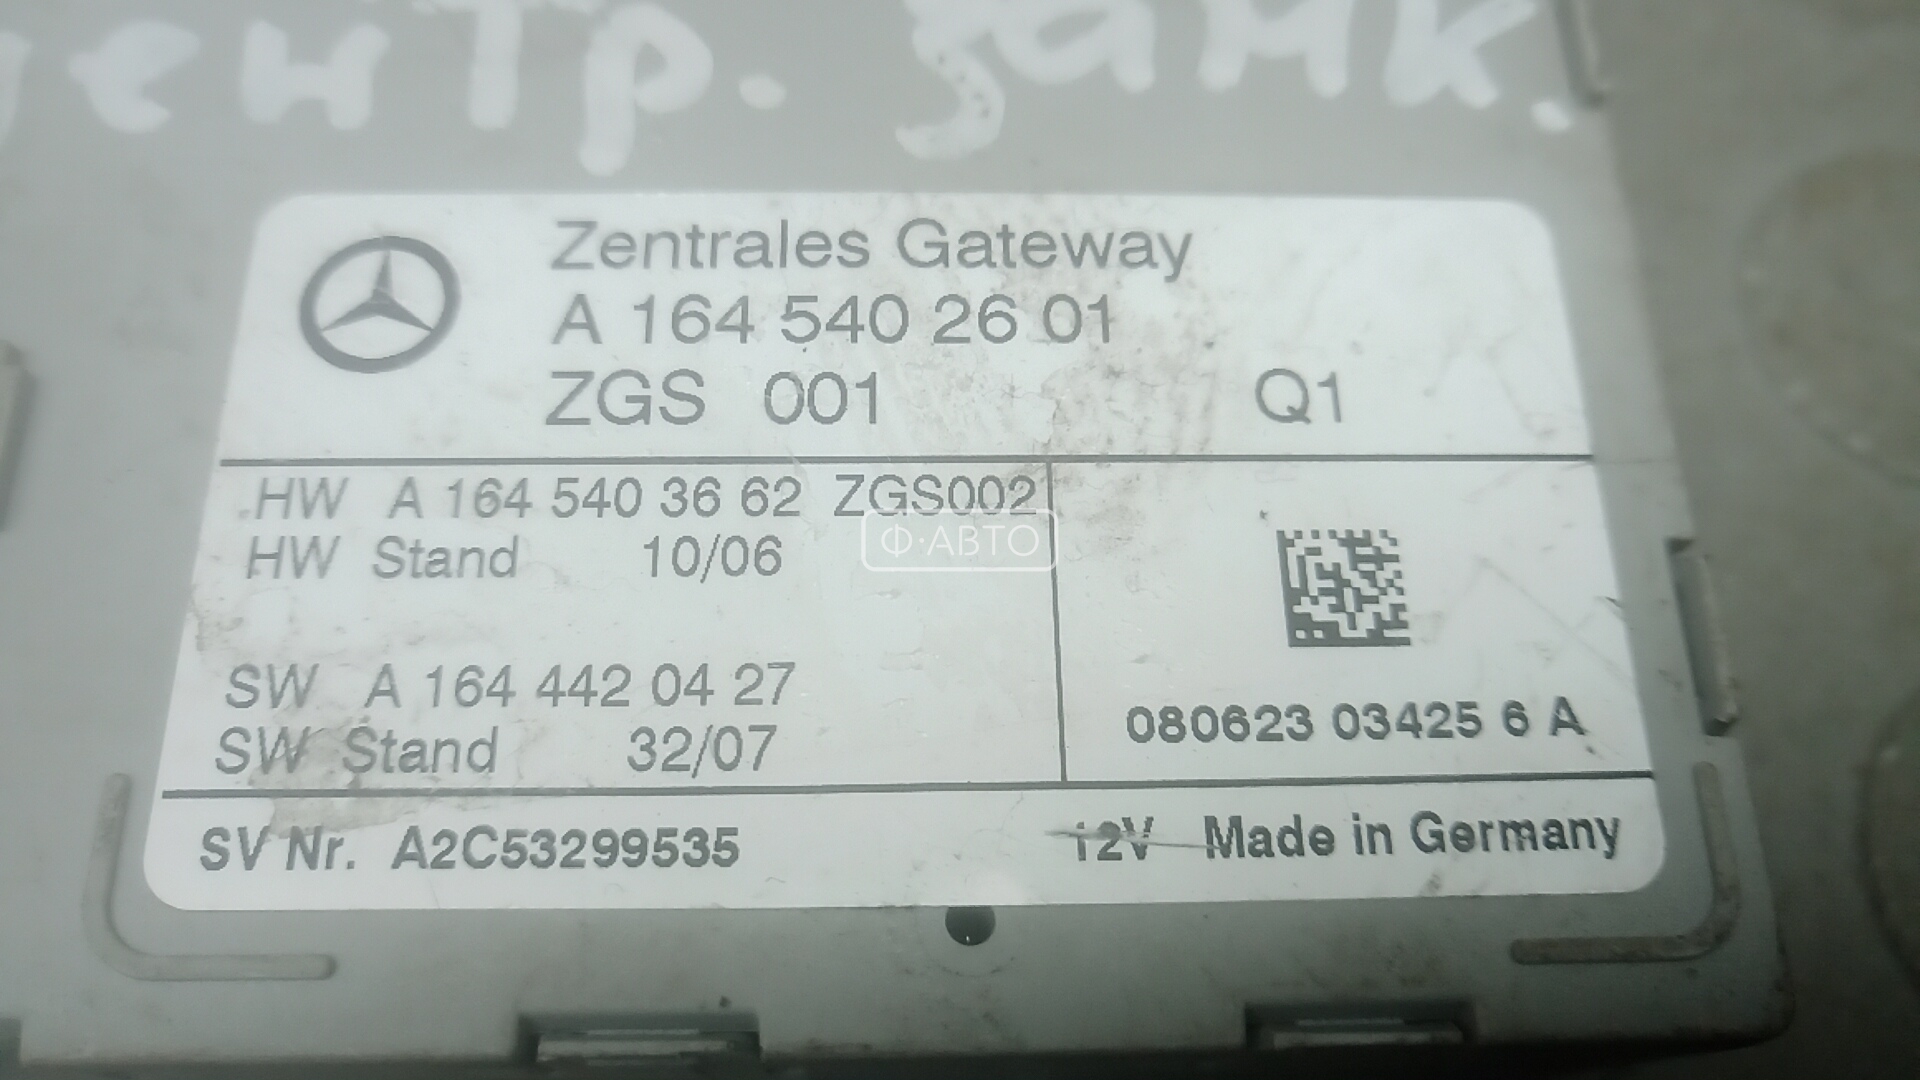 центр. замк.
Zentrales Gateway
A 164 540 26 01
ZGS 001 Q1
HW A 164 540 36 62 ZGS002
HW Stand 10/06
SW A 164 442 04 27
SW Stand 32/07
080623 03425 6 A
SV Nr. A2C53299535 12V Made in Germany
Ф·АВТО